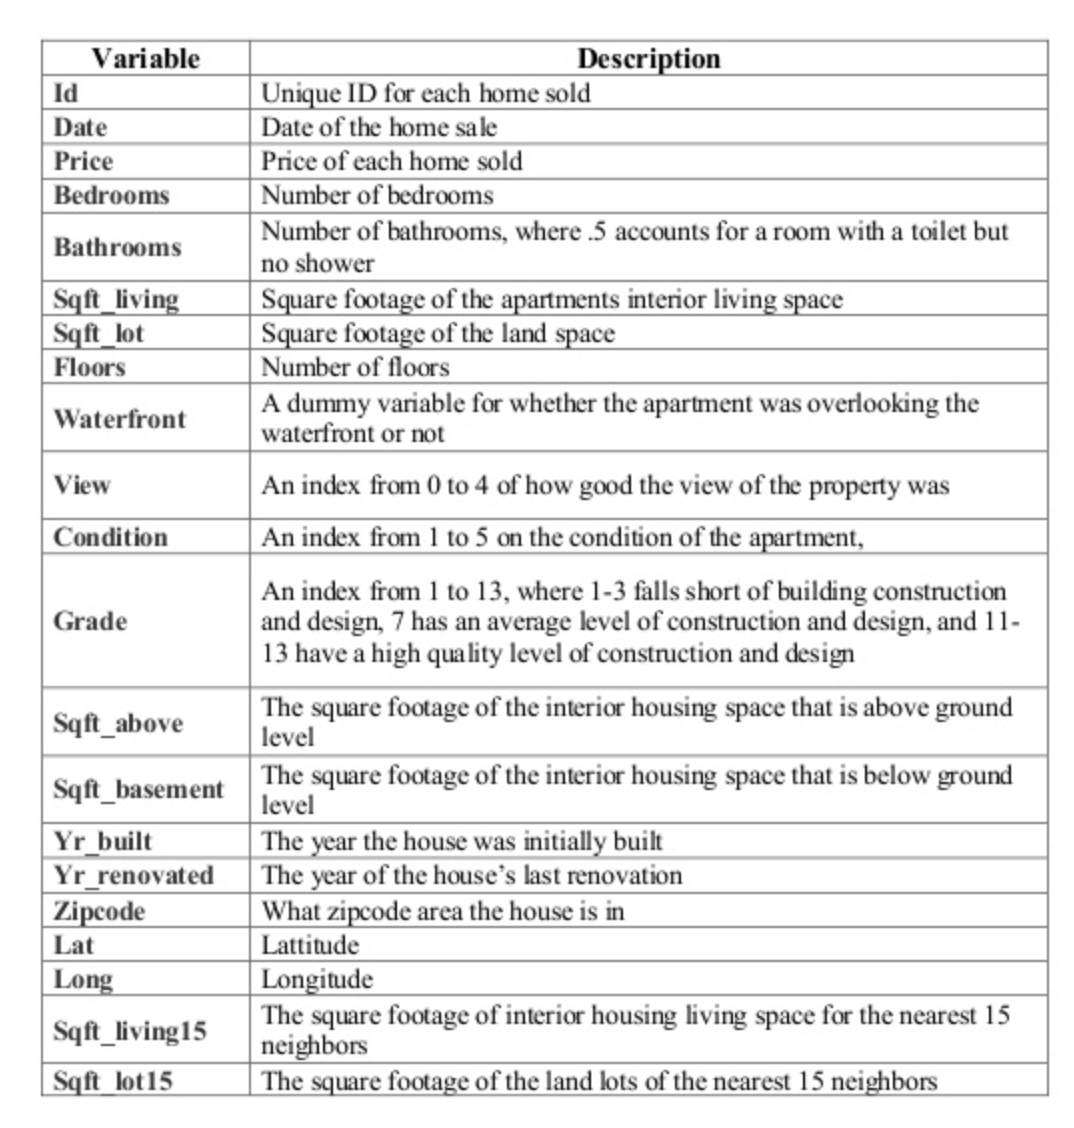 Variable Description
Id Unique ID for each home sold
Date Date of the home sale
Price Price of each home sold
Bedrooms Number of bedrooms
Bathrooms Number of bathrooms, where .5 accounts for a room with a toilet but
no shower
Sqft_living Square footage of the apartments interior living space
Sqft_lot Square footage of the land space
Floors Number of floors
Waterfront A dummy variable for whether the apartment was overlooking the
waterfront or not
View An index from 0 to 4 of how good the view of the property was
Condition An index from 1 to 5 on the condition of the apartment,
Grade An index from 1 to 13, where 1-3 falls short of building construction
and design, 7 has an average level of construction and design, and 11-
13 have a high quality level of construction and design
Sqft_above The square footage of the interior housing space that is above ground
level
Sqft_basement The square footage of the interior housing space that is below ground
level
Yr_built The year the house was initially built
Yr_renovated The year of the house’s last renovation
Zipcode What zipcode area the house is in
Lat Lattitude
Long Longitude
Sqft_living15 The square footage of interior housing living space for the nearest 15
neighbors
Sqft_lot15 The square footage of the land lots of the nearest 15 neighbors